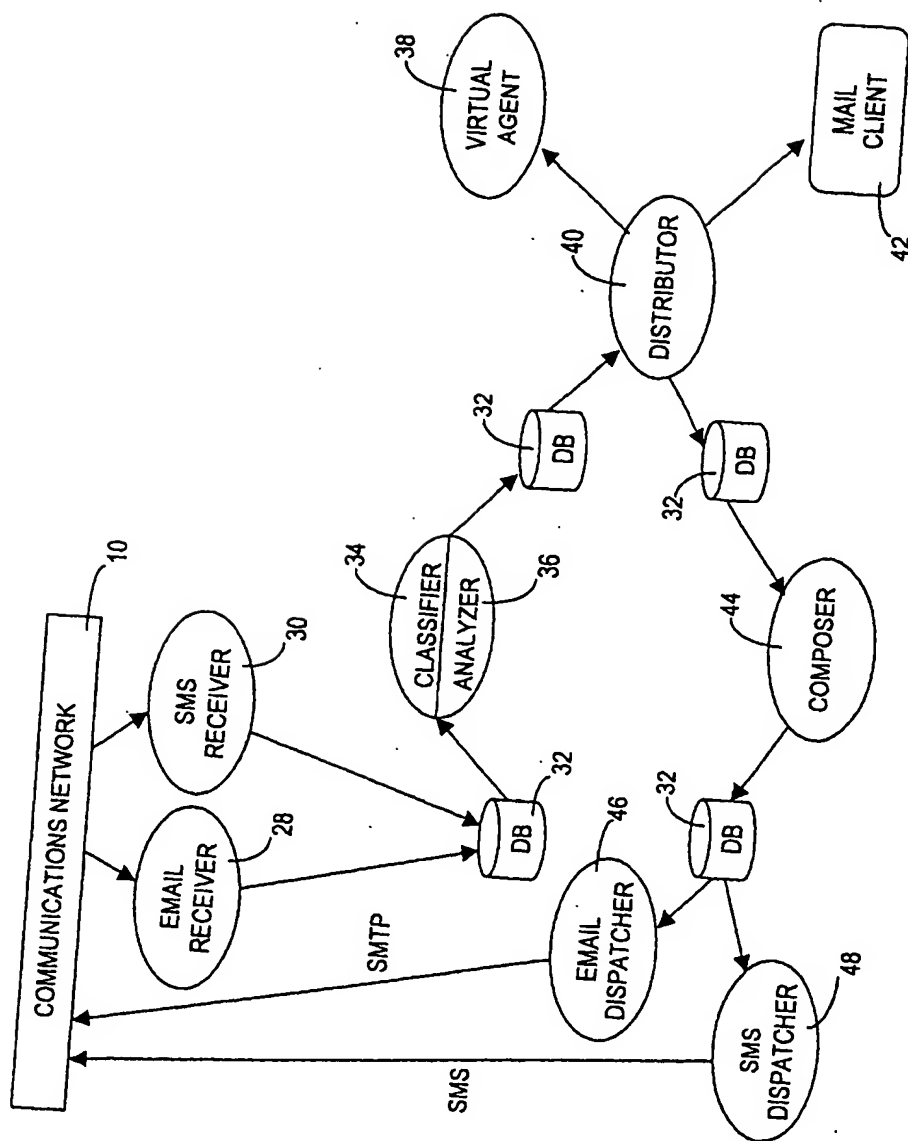 COMMUNICATIONS NETWORK
10
EMAIL
RECEIVER
28
SMS
RECEIVER
30
SMTP
SMS
DB
32
CLASSIFIER
34
ANALYZER
36
DB
32
DISTRIBUTOR
40
VIRTUAL
AGENT
38
MAIL
CLIENT
42
DB
32
COMPOSER
44
DB
32
EMAIL
DISPATCHER
46
SMS
DISPATCHER
48